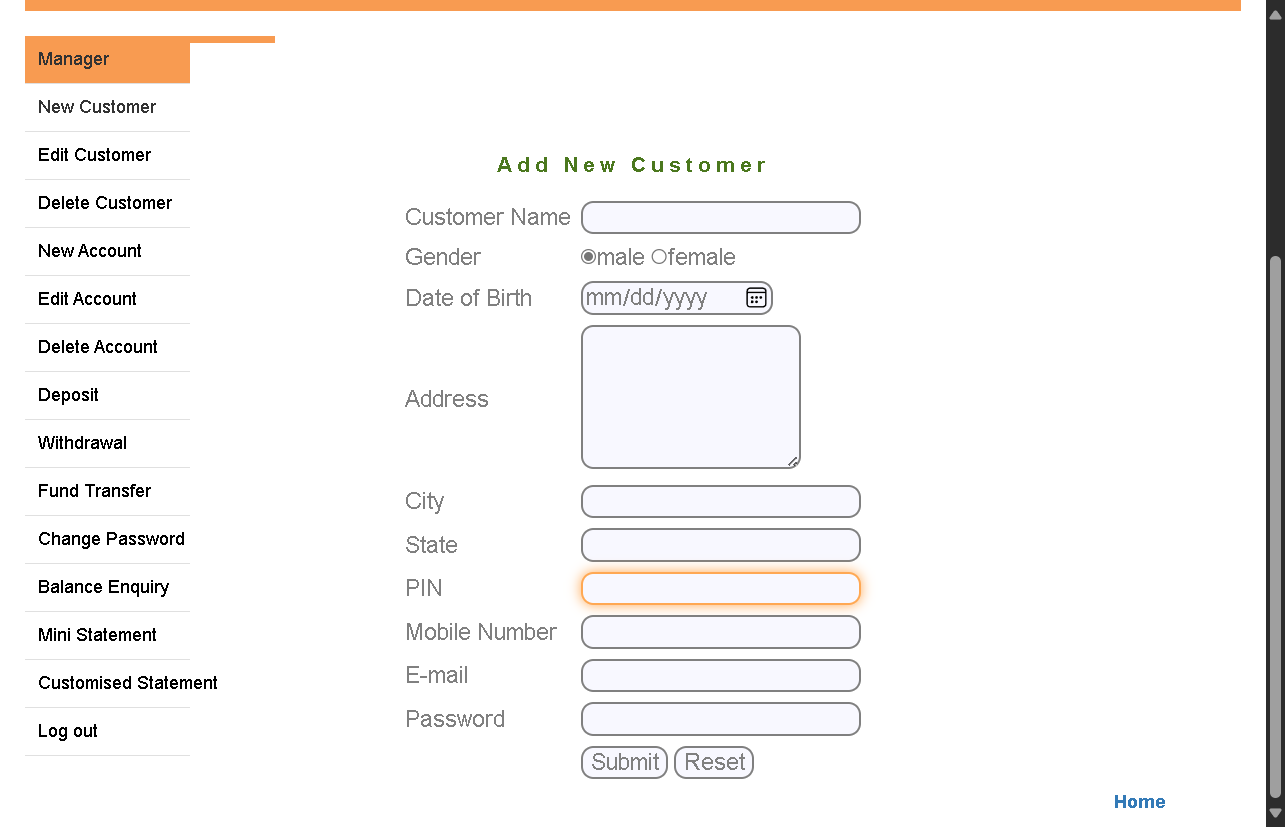 Manager
New Customer
Edit Customer
Delete Customer
New Account
Edit Account
Delete Account
Deposit
Withdrawal
Fund Transfer
Change Password
Balance Enquiry
Mini Statement
Customised Statement
Log out
Add New Customer
Customer Name
Gender male female
Date of Birth mm/dd/yyyy
Address
City
State
PIN
Mobile Number
E-mail
Password
Submit Reset
Home